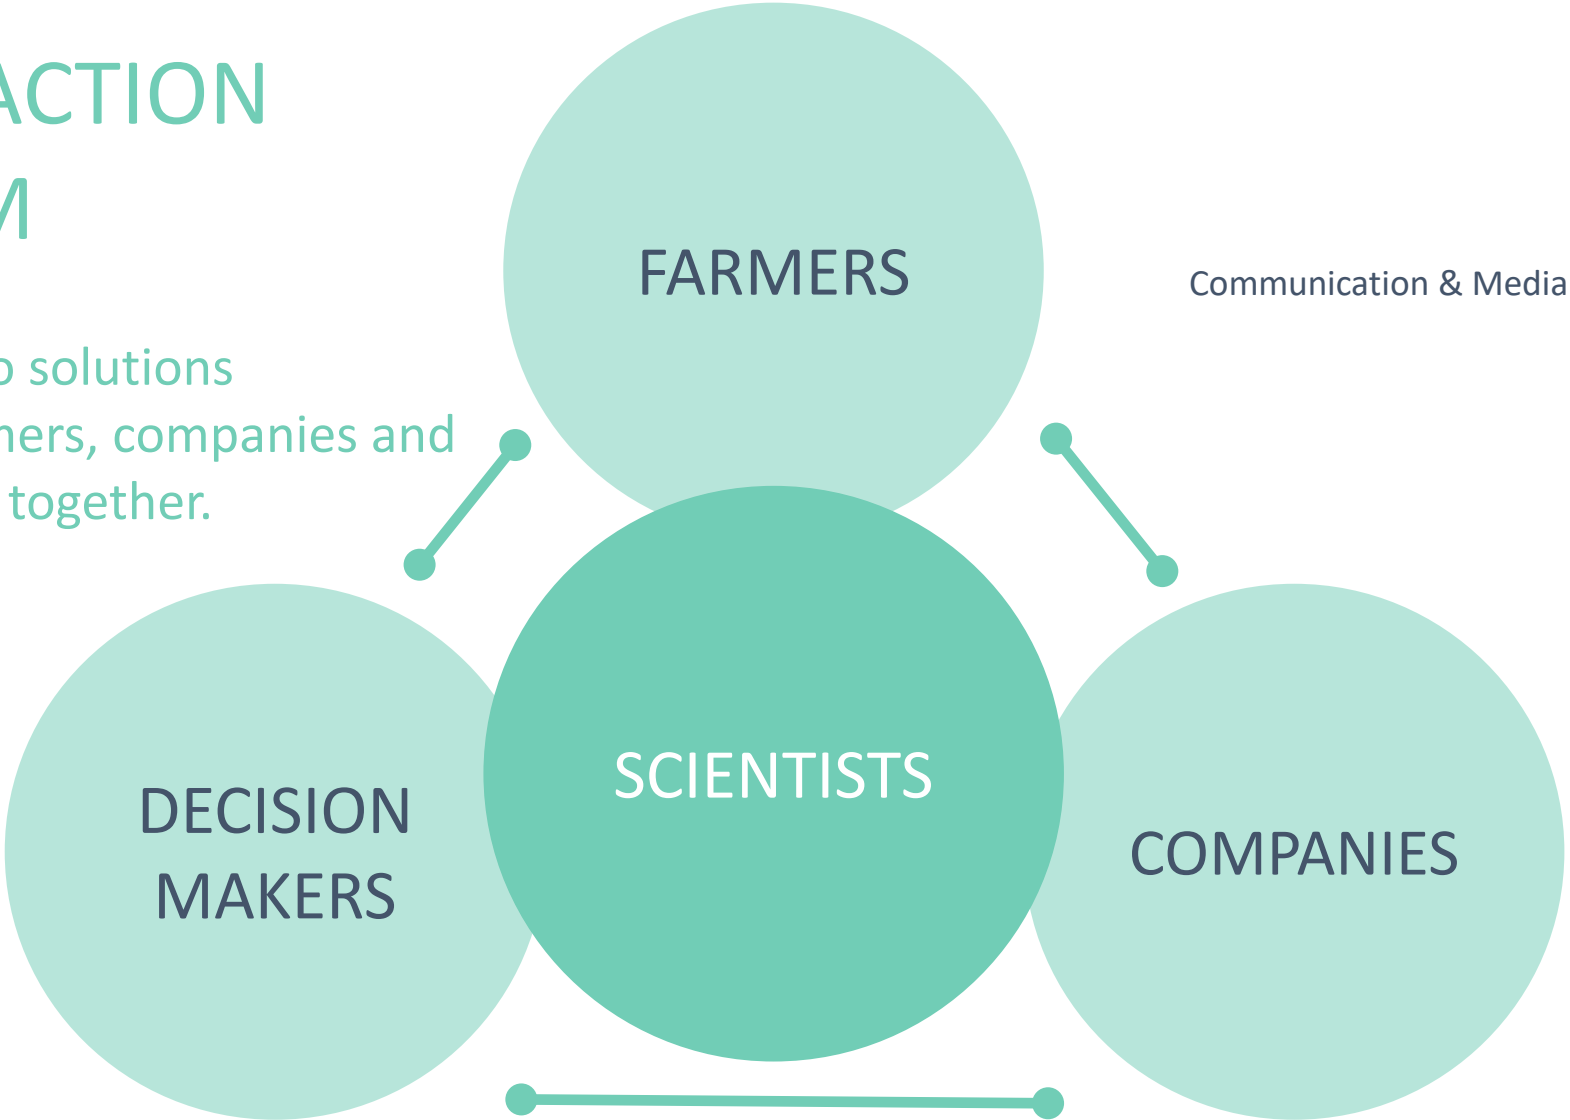 ACTION
M
o solutions
ners, companies and
together.
FARMERS
Communication & Media
SCIENTISTS
DECISION
MAKERS
COMPANIES